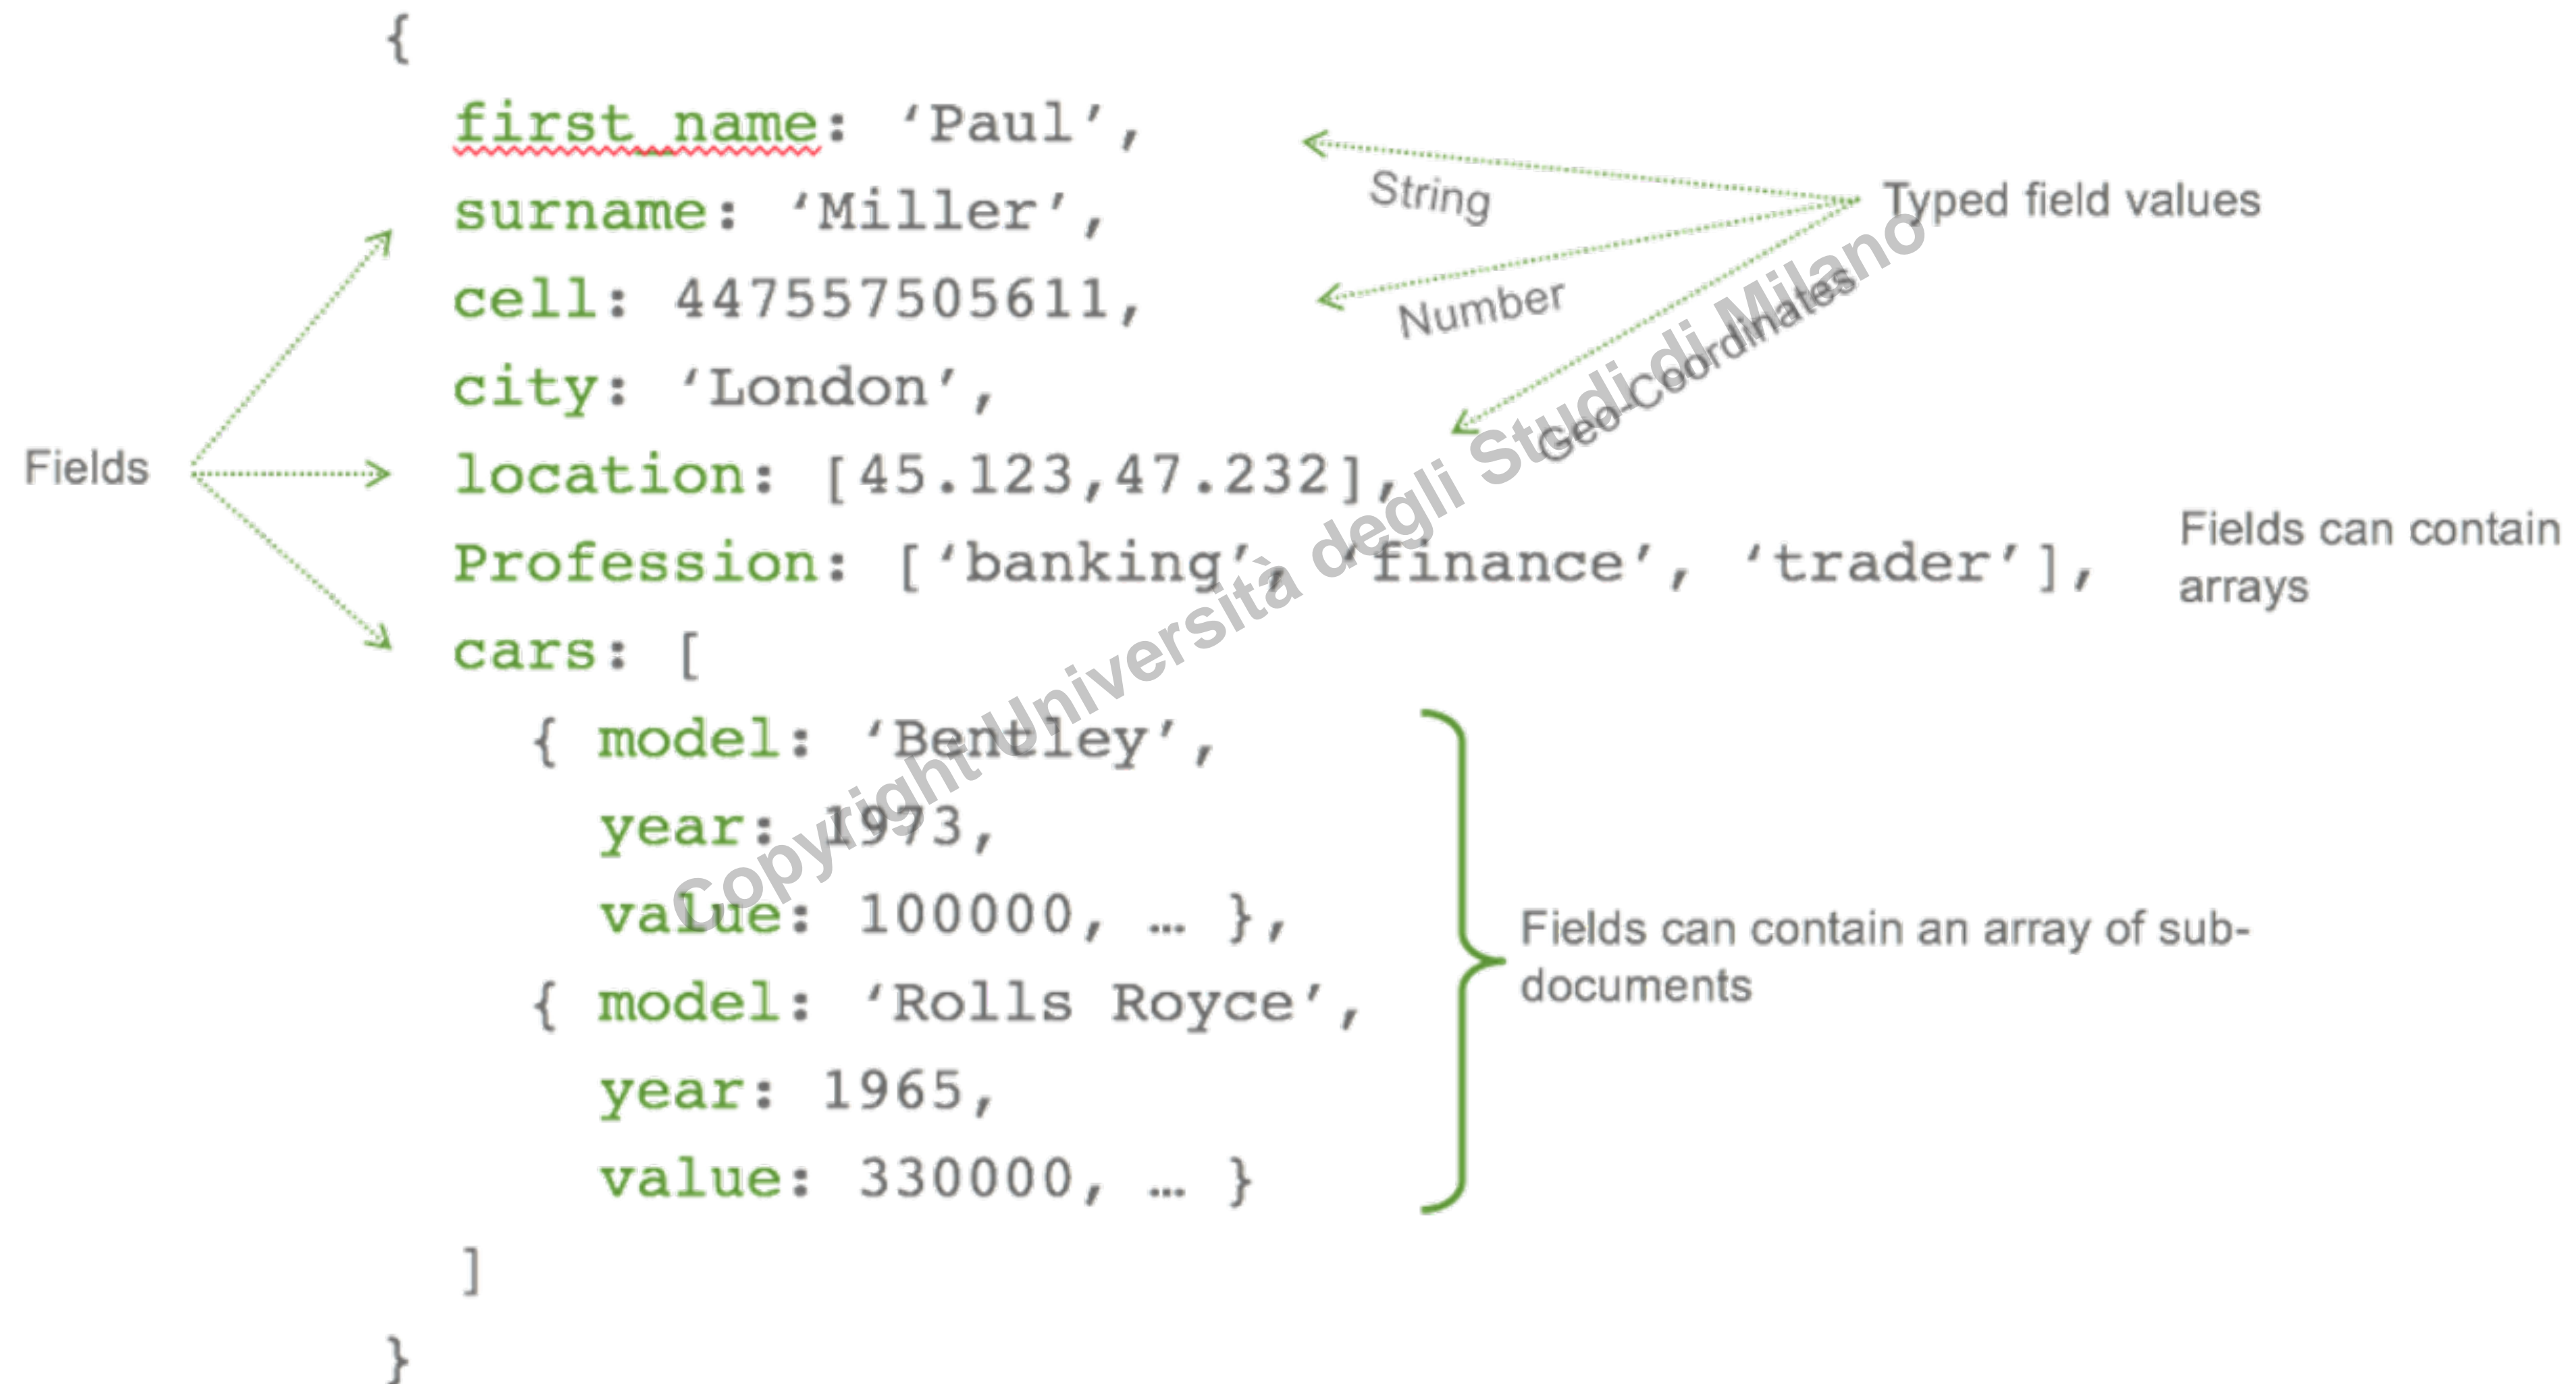 {
first_name: ‘Paul’,
surname: ‘Miller’,
cell: 447557505611,
city: ‘London’,
location: [45.123,47.232],
Profession: [‘banking’, ‘finance’, ‘trader’],
cars: [
{ model: ‘Bentley’,
year: 1973,
value: 100000, … },
{ model: ‘Rolls Royce’,
year: 1965,
value: 330000, … }
]
}
Fields
String
Number
Geo-Coordinates
Typed field values
Fields can contain
arrays
Fields can contain an array of sub-
documents
Copyright Università degli Studi di Milano